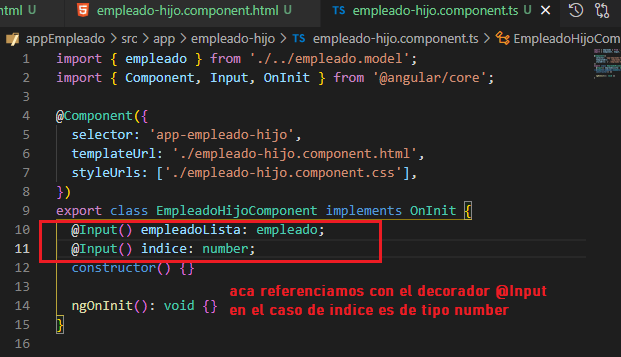 html
empleado-hijo.component.html U
TS empleado-hijo.component.ts U
appEmpleado > src > app > empleado-hijo > TS empleado-hijo.component.ts > EmpleadoHijoCom
1 import { empleado } from './../empleado.model';
2 import { Component, Input, OnInit } from '@angular/core';
3
4 @Component({
5 selector: 'app-empleado-hijo',
6 templateUrl: './empleado-hijo.component.html',
7 styleUrls: ['./empleado-hijo.component.css'],
8 })
9 export class EmpleadoHijoComponent implements OnInit {
10 @Input() empleadoLista: empleado;
11 @Input() indice: number;
12 constructor() {}
13
14 ngOnInit(): void {}
15 }
16
aca referenciamos con el decorador @Input
en el caso de indice es de tipo number